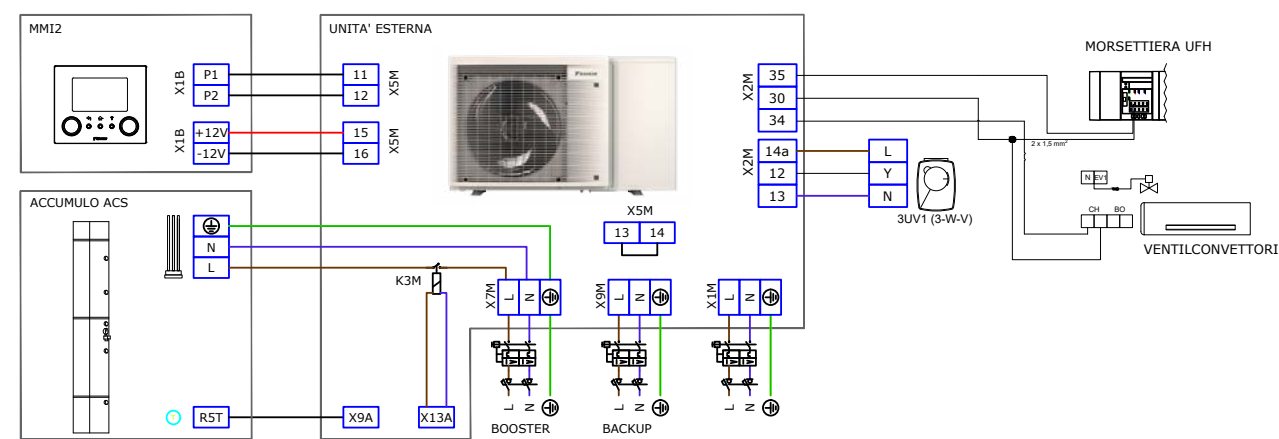 MMI2
X1B
P1
P2
X1B
+12V
-12V
UNITA' ESTERNA
11
12
X5M
15
16
X5M
DAIKIN
X2M
35
30
34
X2M
14a
12
13
L
Y
N
3UV1 (3-W-V)
MORSETTIERA UFH
2 x 1,5 mm²
N
EV1
CH
BO
VENTILCONVETTORI
ACCUMULO ACS
N
L
R5T
X9A
X13A
K3M
X5M
13
14
X7M
L
N
X9M
L
N
X1M
L
N
L
N
L
N
L
N
BOOSTER
BACKUP